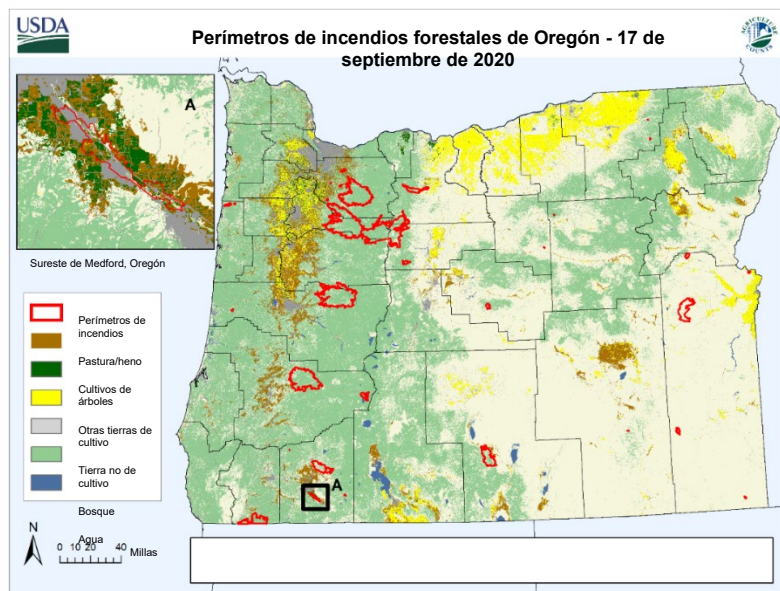 USDA
Perímetros de incendios forestales de Oregón - 17 de
septiembre de 2020
AGRICULTURE
COUNTS
A
Sureste de Medford, Oregón
Perímetros de
incendios
Pastura/heno
Cultivos de
árboles
Otras tierras de
cultivo
Tierra no de
cultivo
Bosque
Agua
A
N
0 10 20 40 Millas